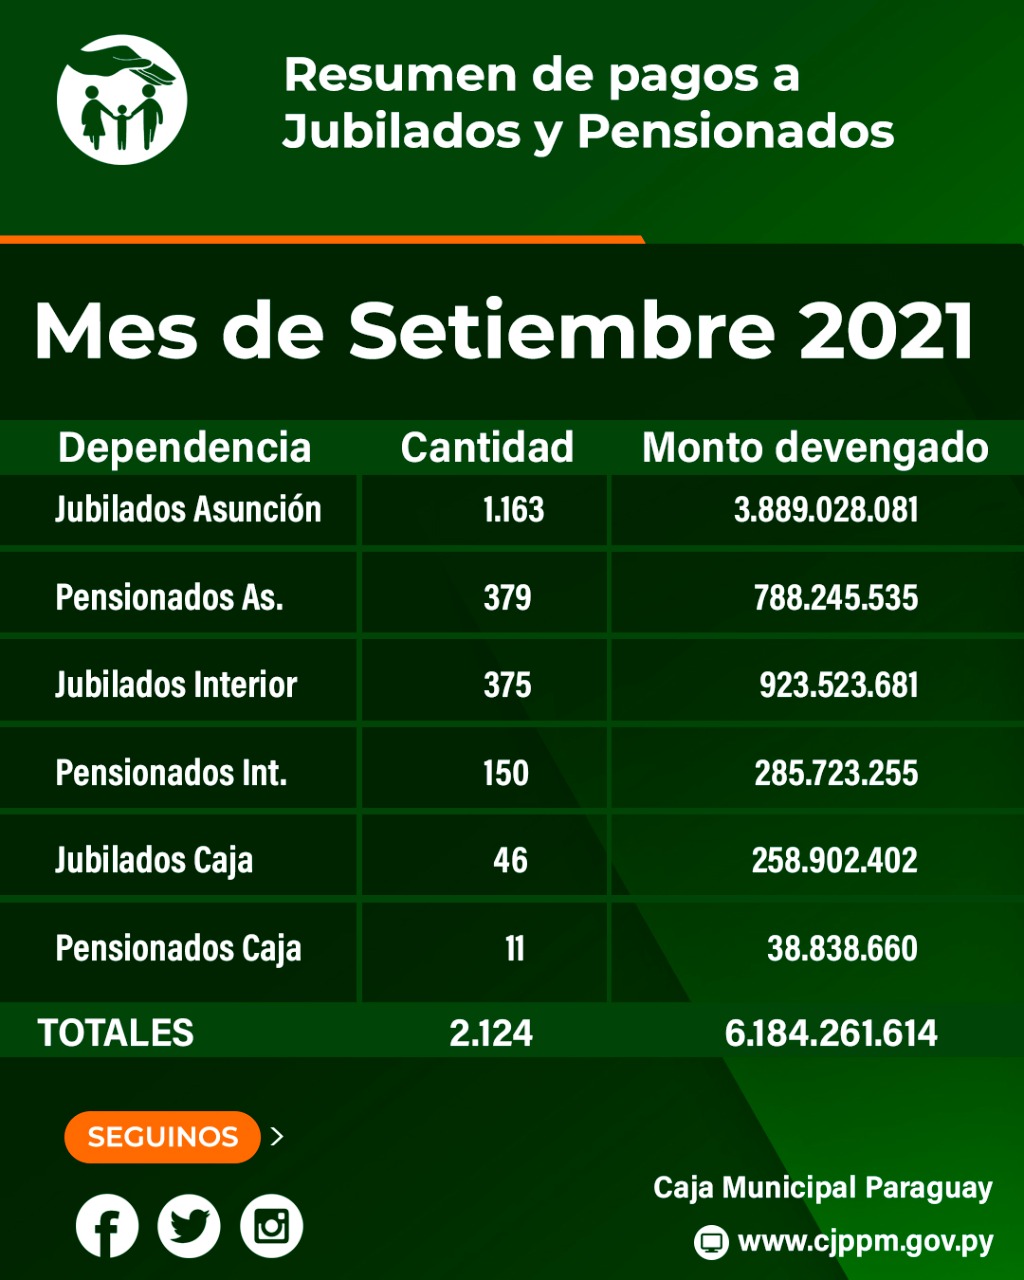 Resumen de pagos a
Jubilados y Pensionados
Mes de Setiembre 2021
Dependencia Cantidad Monto devengado
Jubilados Asunción 1.163 3.889.028.081
Pensionados As. 379 788.245.535
Jubilados Interior 375 923.523.681
Pensionados Int. 150 285.723.255
Jubilados Caja 46 258.902.402
Pensionados Caja 11 38.838.660
TOTALES 2.124 6.184.261.614
SEGUINOS >
Caja Municipal Paraguay
www.cjppm.gov.py